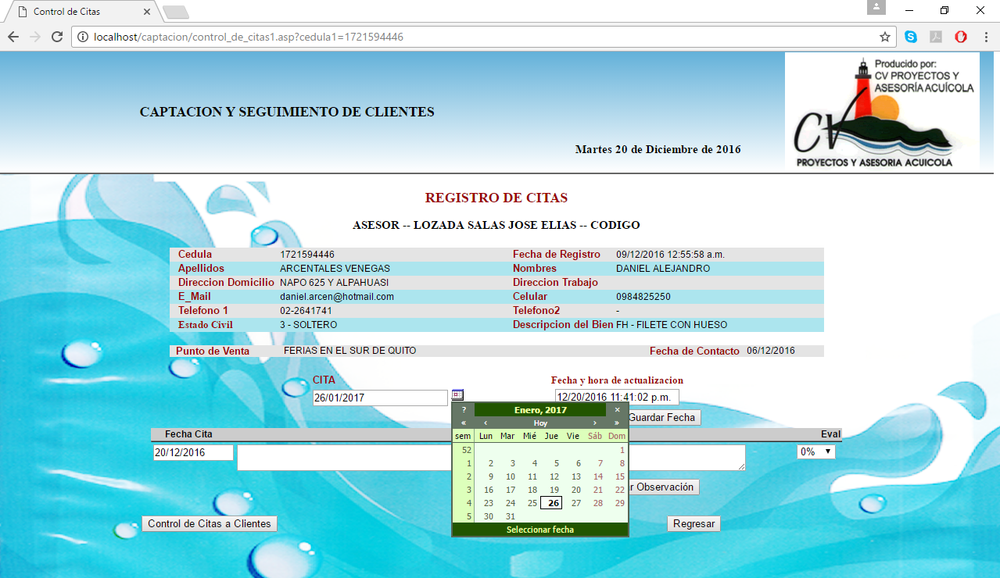 Control de Citas
localhost/captacion/control_de_citas1.asp?cedula1=1721594446
Producido por:
CV PROYECTOS Y
ASESORÍA ACUÍCOLA
CV
PROYECTOS Y ASESORIA ACUICOLA
CAPTACION Y SEGUIMIENTO DE CLIENTES
Martes 20 de Diciembre de 2016
REGISTRO DE CITAS
ASESOR -- LOZADA SALAS JOSE ELIAS -- CODIGO
Cedula 1721594446 Fecha de Registro 09/12/2016 12:55:58 a.m.
Apellidos ARCENTALES VENEGAS Nombres DANIEL ALEJANDRO
Direccion Domicilio NAPO 625 Y ALPAHUASI Direccion Trabajo
E_Mail daniel.arcen@hotmail.com Celular 0984825250
Telefono 1 02-2641741 Telefono2 -
Estado Civil 3 - SOLTERO Descripcion del Bien FH - FILETE CON HUESO
Punto de Venta FERIAS EN EL SUR DE QUITO Fecha de Contacto 06/12/2016
CITA Fecha y hora de actualizacion
26/01/2017 12/20/2016 11:41:02 p.m.
? Enero, 2017 ×
Guardar Fecha
« ‹ Hoy › »
Fecha Cita Eval
sem Lun Mar Mié Jue Vie Sáb Dom
52 1
20/12/2016 0%
1 2 3 4 5 6 7 8
2 9 10 11 12 13 14 15
3 16 17 18 19 20 21 22
r Observación
4 23 24 25 26 27 28 29
5 30 31
Seleccionar fecha
Control de Citas a Clientes Regresar